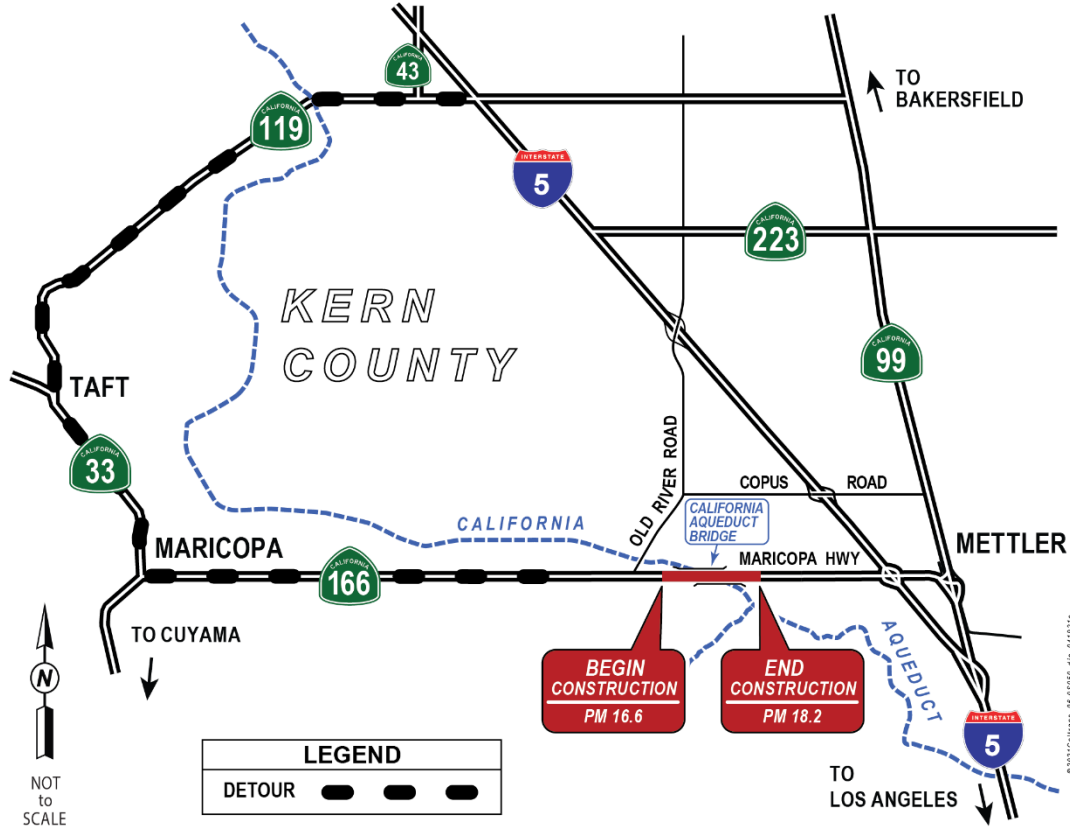 CALIFORNIA
43
TO
BAKERSFIELD
CALIFORNIA
119
INTERSTATE
5
CALIFORNIA
223
KERN
COUNTY
CALIFORNIA
99
TAFT
CALIFORNIA
33
OLD RIVER ROAD
COPUS ROAD
CALIFORNIA
CALIFORNIA
AQUEDUCT
BRIDGE
MARICOPA
METTLER
MARICOPA HWY
CALIFORNIA
166
TO CUYAMA
AQUEDUCT
BEGIN
CONSTRUCTION
PM 16.6
END
CONSTRUCTION
PM 18.2
N
NOT
to
SCALE
LEGEND
DETOUR
INTERSTATE
5
TO
LOS ANGELES